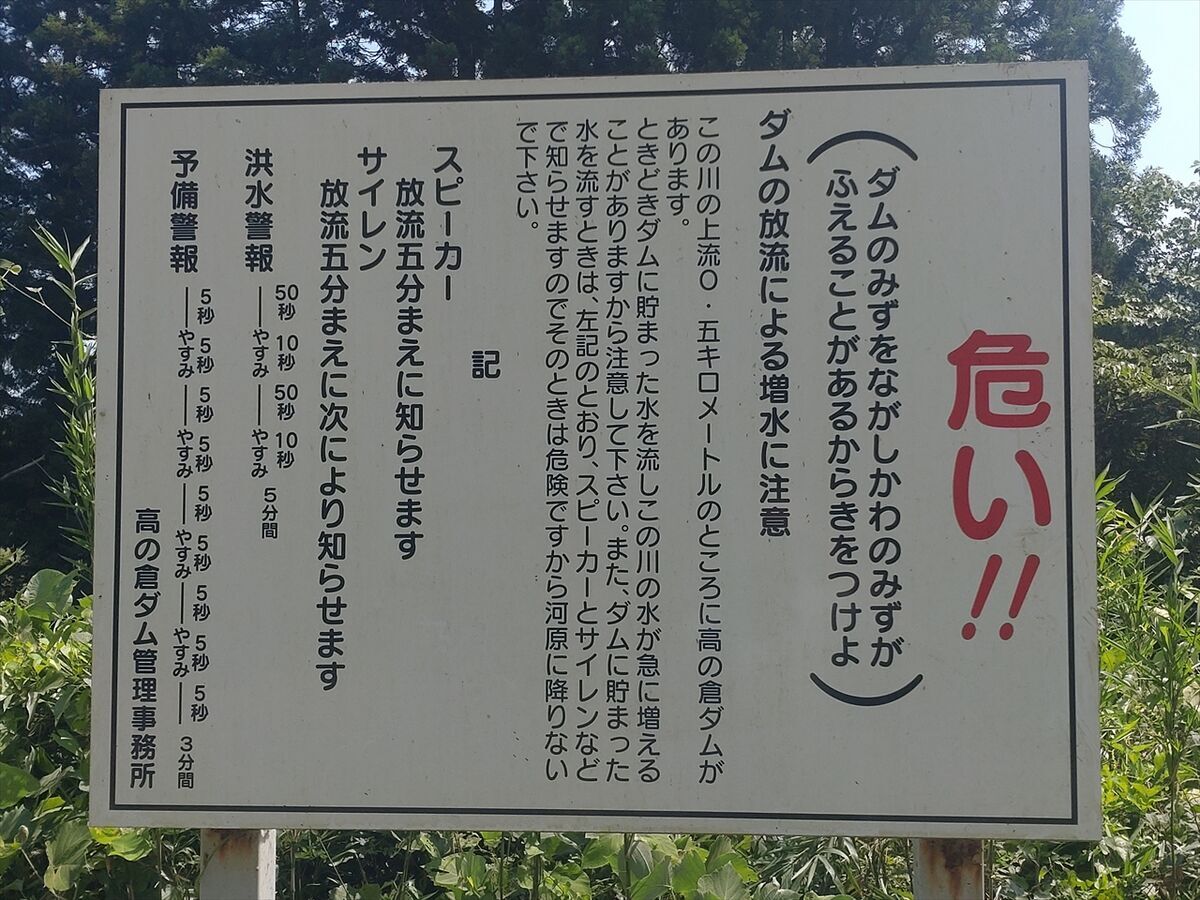 危い!!
(ダムのみずをながしかわのみずが
ふえることがあるからきをつけよ)
ダムの放流による増水に注意
この川の上流0・五キロメートルのところに高の倉ダムが
あります。
ときどきダムに貯まった水を流しこの川の水が急に増える
ことがありますから注意して下さい。また、ダムに貯まった
水を流すときは、左記のとおり、スピーカーとサイレンなど
で知らせますのでそのときは危険ですから河原に降りない
で下さい。
記
スピーカー
放流五分まえに知らせます
サイレン
放流五分まえに次により知らせます
洪水警報 50秒 ― 10秒 やすみ 50秒 ― 10秒 やすみ 5分間
予備警報 5秒 ― 5秒 やすみ 5秒 ― 5秒 やすみ 5秒 ― 5秒 やすみ 5秒 ― 5秒 やすみ 5秒 ― 3分間
高の倉ダム管理事務所